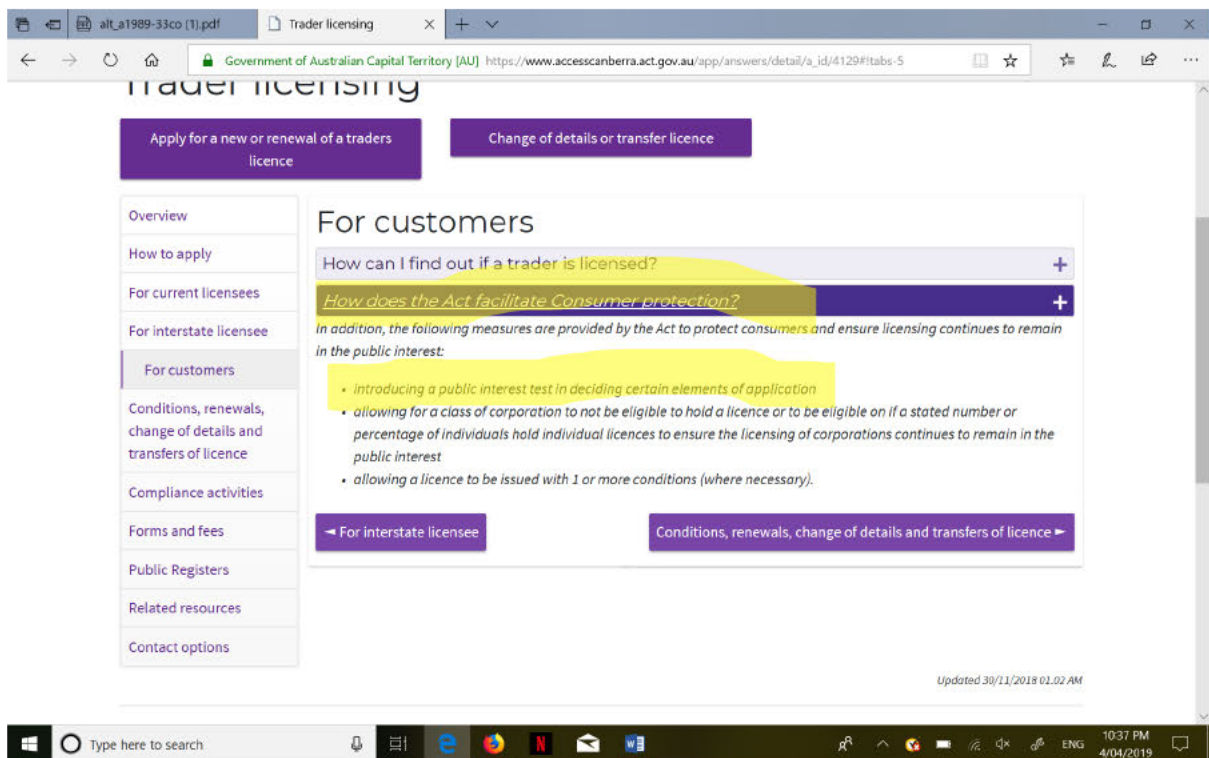 alt_a1989-33co (1).pdf
Trader licensing
Government of Australian Capital Territory [AU] https://www.accesscanberra.act.gov.au/app/answers/detail/a_id/4129#!tabs-5
Trader licensing
Apply for a new or renewal of a traders
licence
Change of details or transfer licence
Overview
How to apply
For current licensees
For interstate licensee
For customers
Conditions, renewals,
change of details and
transfers of licence
Compliance activities
Forms and fees
Public Registers
Related resources
Contact options
For customers
How can I find out if a trader is licensed?
+
How does the Act facilitate Consumer protection?
+
In addition, the following measures are provided by the Act to protect consumers and ensure licensing continues to remain
in the public interest:
• introducing a public interest test in deciding certain elements of application
• allowing for a class of corporation to not be eligible to hold a licence or to be eligible on if a stated number or
percentage of individuals hold individual licences to ensure the licensing of corporations continues to remain in the
public interest
• allowing a licence to be issued with 1 or more conditions (where necessary).
◄ For interstate licensee
Conditions, renewals, change of details and transfers of licence ►
Updated 30/11/2018 01.02 AM
Type here to search
ENG
10:37 PM
4/04/2019